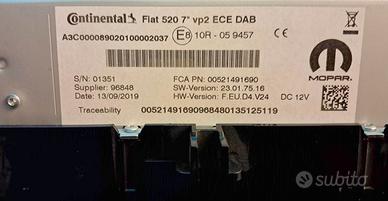 Continental Fiat 520 7" vp2 ECE DAB
A3C000089020100002037 E8 10R - 05 9457
MOPAR
S/N: 01351 FCA PN: 00521491690
Supplier: 96848 SW-Version: 23.01.75.16
Date: 13/09/2019 HW-Version: F.EU.D4.V24 DC 12V
Traceability 00521491690968480135125119
subito